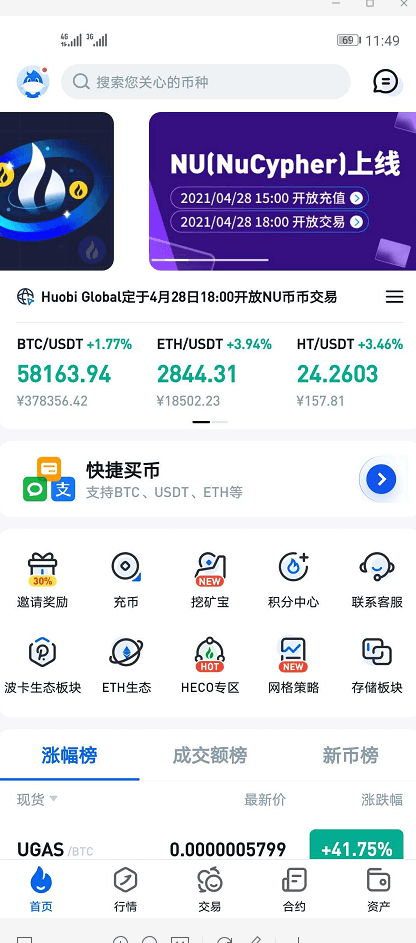 4G 3G 69 11:49
搜索您关心的币种
NU(NuCypher)上线
2021/04/28 15:00 开放充值
2021/04/28 18:00 开放交易
Huobi Global定于4月28日18:00开放NU币币交易
BTC/USDT +1.77% ETH/USDT +3.94% HT/USDT +3.46%
58163.94 2844.31 24.2603
¥378356.42 ¥18502.23 ¥157.81
快捷买币
支
支持BTC、USDT、ETH等
30% NEW
邀请奖励 充币 挖矿宝 积分中心 联系客服
HOT NEW
波卡生态板块 ETH生态 HECO专区 网格策略 存储板块
涨幅榜 成交额榜 新币榜
现货 最新价 涨跌幅
UGAS /BTC 0.0000005799 +41.75%
首页 行情 交易 合约 资产